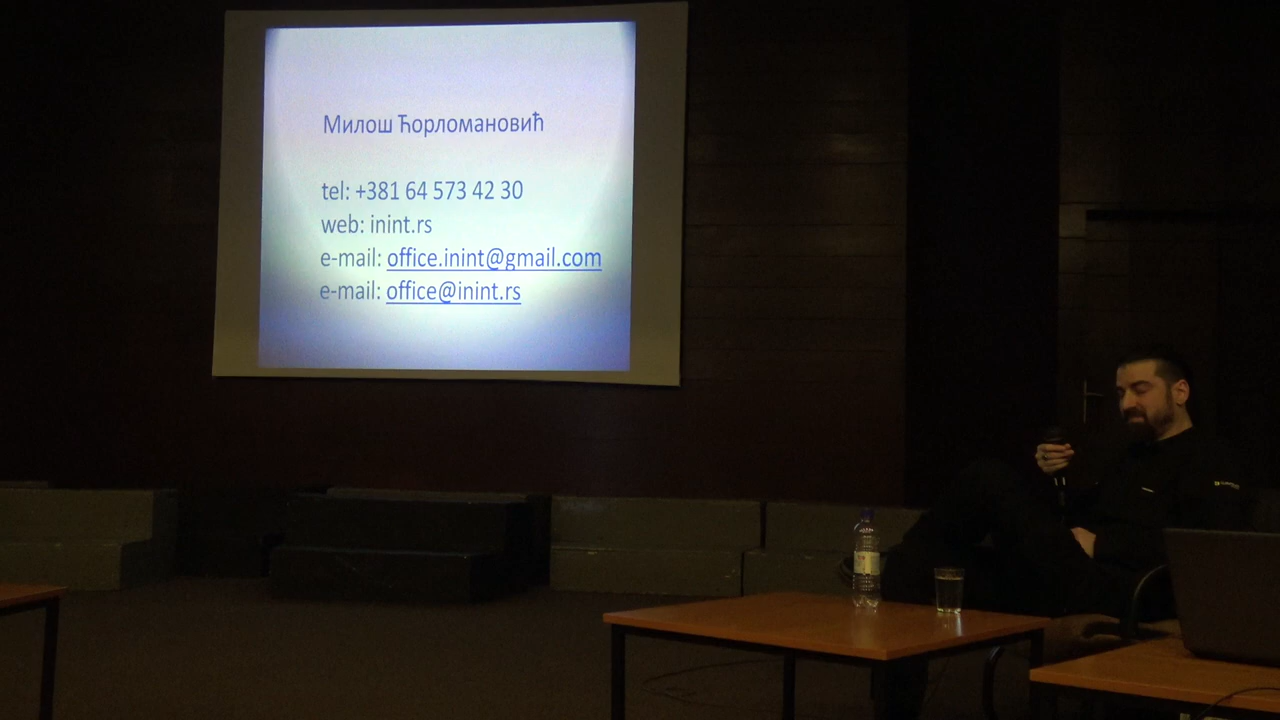 Милош Ћорломановић
tel: +381 64 573 42 30
web: inint.rs
e-mail: office.inint@gmail.com
e-mail: office@inint.rs